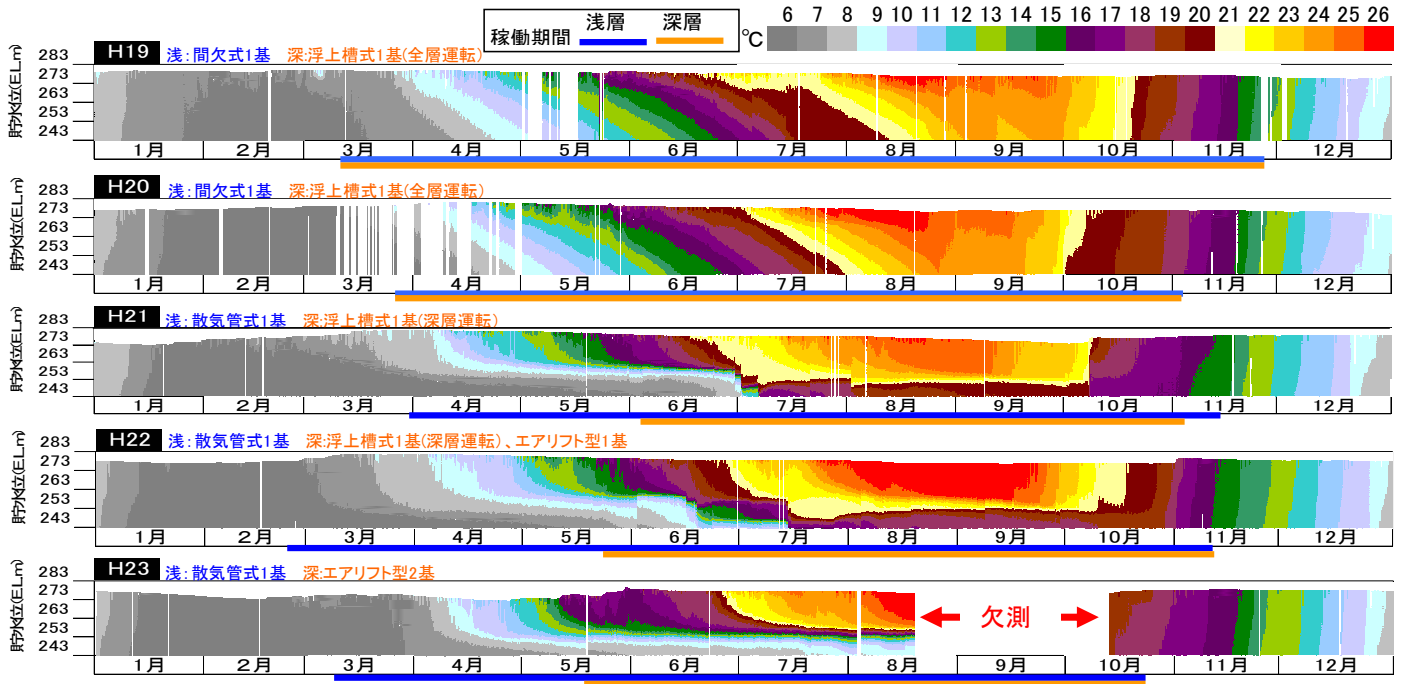 稼働期間 浅層 深層
℃ 6 7 8 9 10 11 12 13 14 15 16 17 18 19 20 21 22 23 24 25 26
H19 浅:間欠式1基 深:浮上槽式1基(全層運転)
貯水位(EL.m)
283
273
263
253
243
1月 2月 3月 4月 5月 6月 7月 8月 9月 10月 11月 12月
H20 浅:間欠式1基 深:浮上槽式1基(全層運転)
貯水位(EL.m)
283
273
263
253
243
1月 2月 3月 4月 5月 6月 7月 8月 9月 10月 11月 12月
H21 浅:散気管式1基 深:浮上槽式1基(深層運転)
貯水位(EL.m)
283
273
263
253
243
1月 2月 3月 4月 5月 6月 7月 8月 9月 10月 11月 12月
H22 浅:散気管式1基 深:浮上槽式1基(深層運転)、エアリフト型1基
貯水位(EL.m)
283
273
263
253
243
1月 2月 3月 4月 5月 6月 7月 8月 9月 10月 11月 12月
H23 浅:散気管式1基 深:エアリフト型2基
貯水位(EL.m)
283
273
263
253
243
欠測
1月 2月 3月 4月 5月 6月 7月 8月 9月 10月 11月 12月